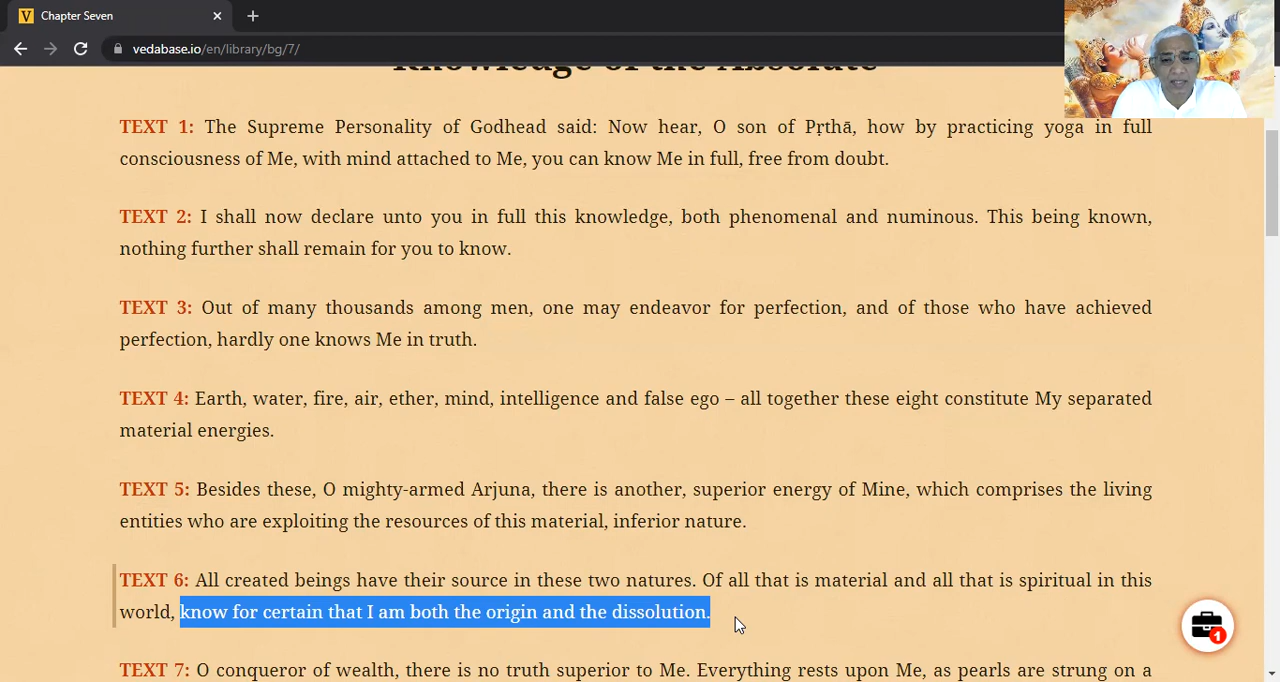 Chapter Seven
vedabase.io/en/library/bg/7/
Knowledge of the Absolute
TEXT 1: The Supreme Personality of Godhead said: Now hear, O son of Pṛthā, how by practicing yoga in full
consciousness of Me, with mind attached to Me, you can know Me in full, free from doubt.
TEXT 2: I shall now declare unto you in full this knowledge, both phenomenal and numinous. This being known,
nothing further shall remain for you to know.
TEXT 3: Out of many thousands among men, one may endeavor for perfection, and of those who have achieved
perfection, hardly one knows Me in truth.
TEXT 4: Earth, water, fire, air, ether, mind, intelligence and false ego – all together these eight constitute My separated
material energies.
TEXT 5: Besides these, O mighty-armed Arjuna, there is another, superior energy of Mine, which comprises the living
entities who are exploiting the resources of this material, inferior nature.
TEXT 6: All created beings have their source in these two natures. Of all that is material and all that is spiritual in this
world, know for certain that I am both the origin and the dissolution.
1
TEXT 7: O conqueror of wealth, there is no truth superior to Me. Everything rests upon Me, as pearls are strung on a